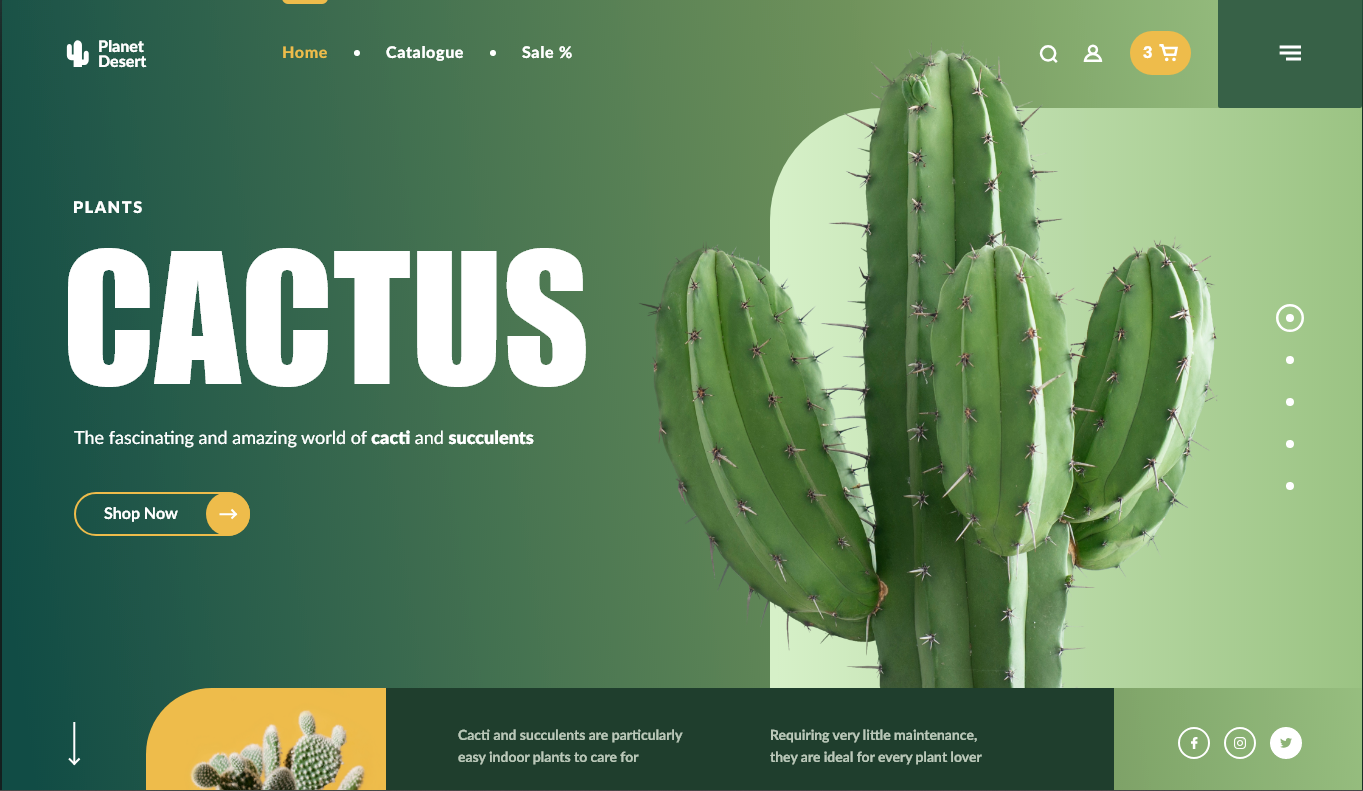 Planet
Desert
Home • Catalogue • Sale %
3
PLANTS
CACTUS
The fascinating and amazing world of cacti and succulents
Shop Now
Cacti and succulents are particularly
easy indoor plants to care for
Requiring very little maintenance,
they are ideal for every plant lover